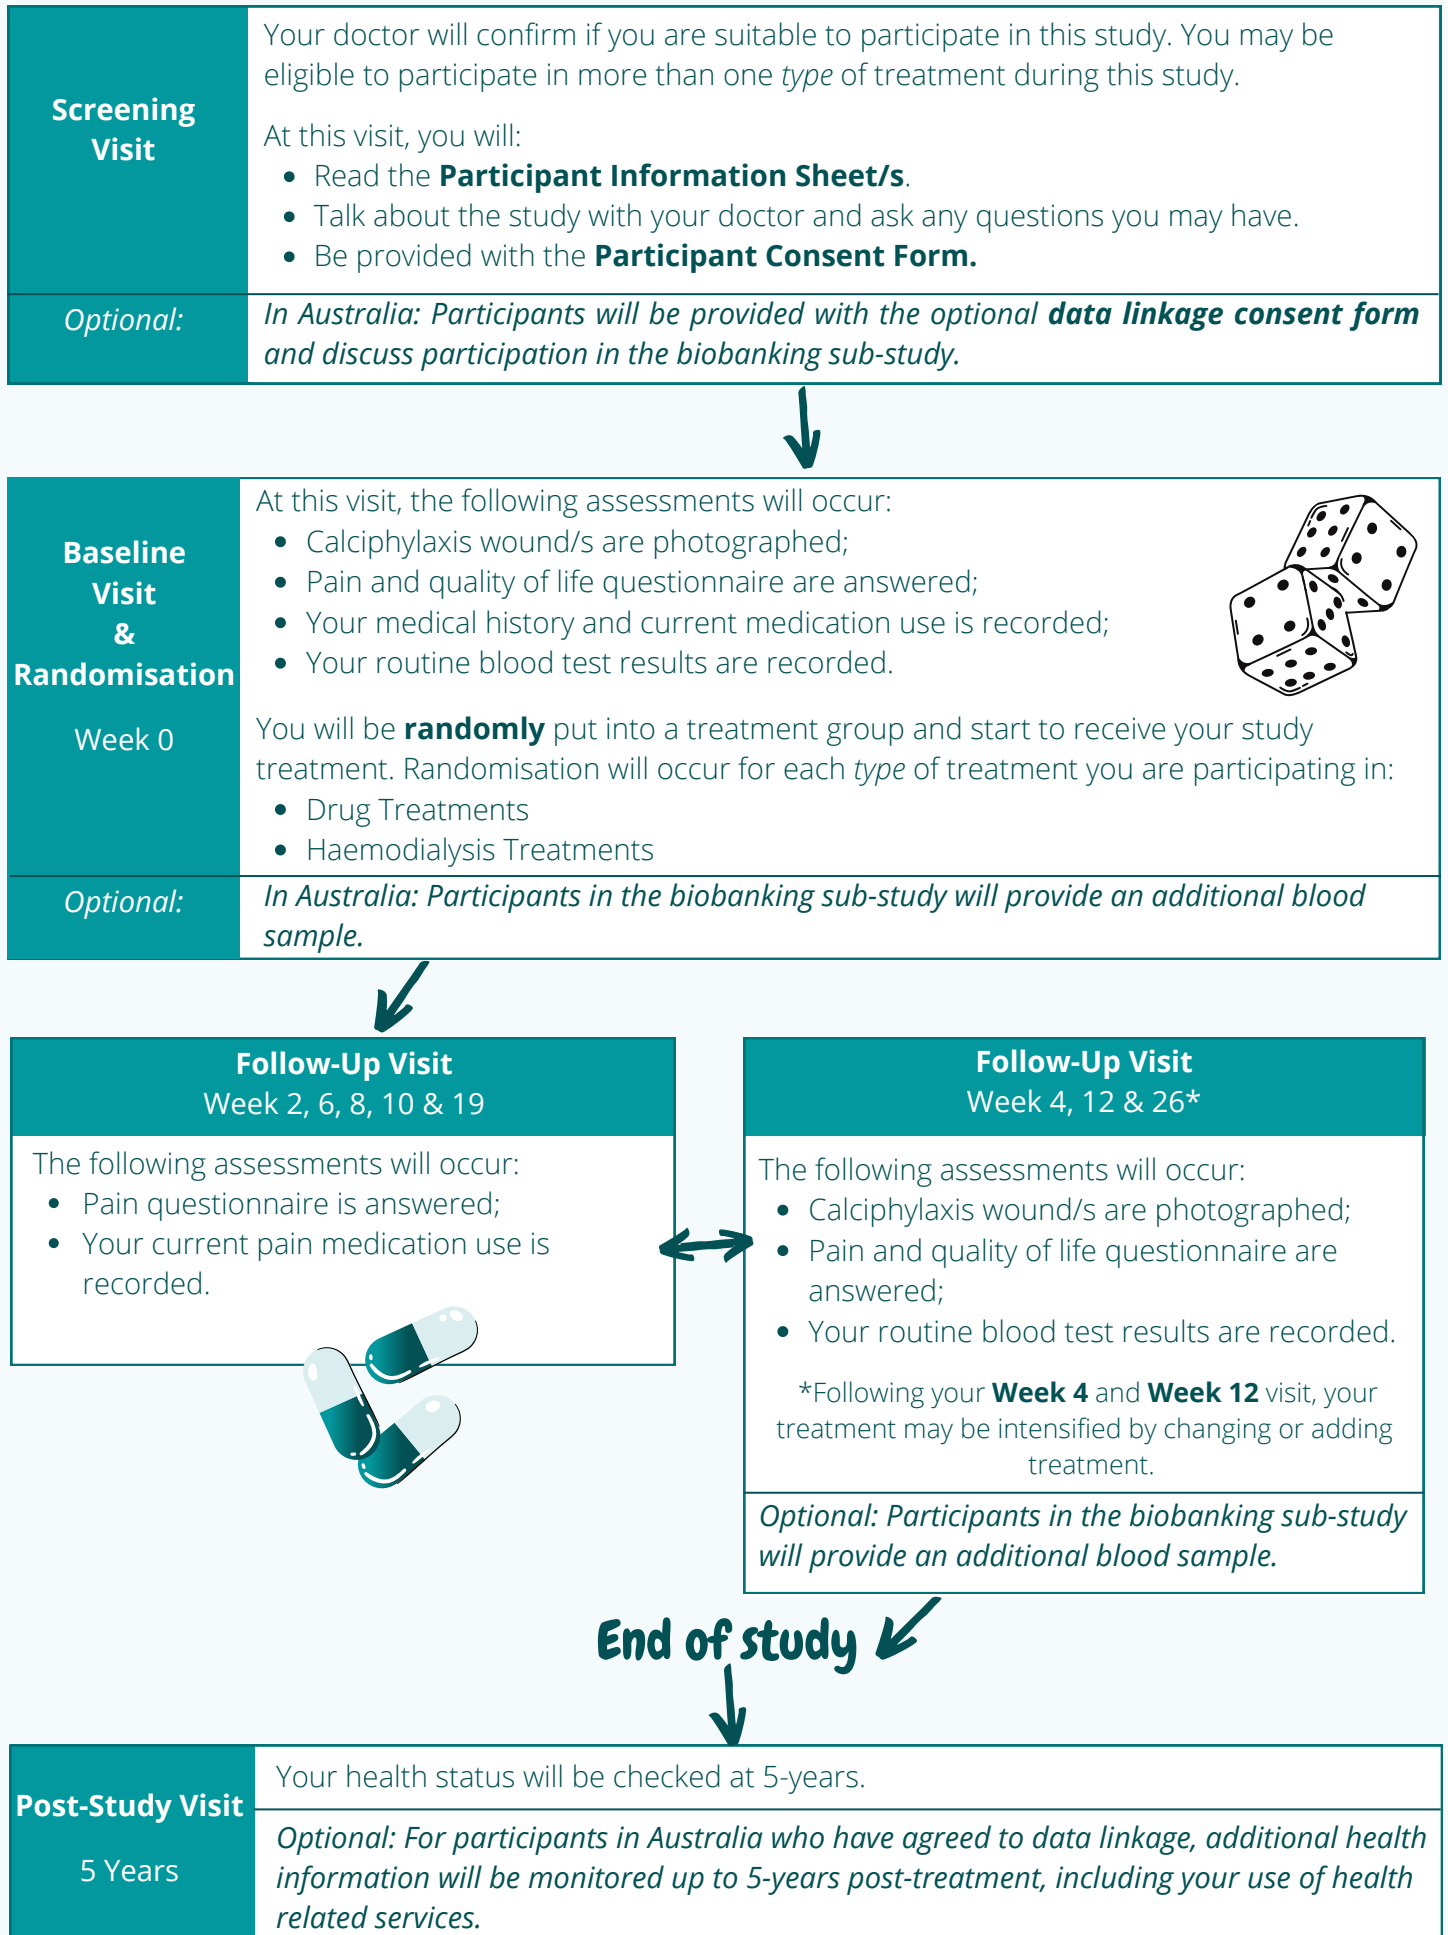 Screening
Visit
Your doctor will confirm if you are suitable to participate in this study. You may be
eligible to participate in more than one type of treatment during this study.
At this visit, you will:
• Read the Participant Information Sheet/s.
• Talk about the study with your doctor and ask any questions you may have.
• Be provided with the Participant Consent Form.
Optional:
In Australia: Participants will be provided with the optional data linkage consent form
and discuss participation in the biobanking sub-study.
Baseline
Visit
&
Randomisation
Week 0
At this visit, the following assessments will occur:
• Calciphylaxis wound/s are photographed;
• Pain and quality of life questionnaire are answered;
• Your medical history and current medication use is recorded;
• Your routine blood test results are recorded.
You will be randomly put into a treatment group and start to receive your study
treatment. Randomisation will occur for each type of treatment you are participating in:
• Drug Treatments
• Haemodialysis Treatments
Optional:
In Australia: Participants in the biobanking sub-study will provide an additional blood
sample.
Follow-Up Visit
Week 2, 6, 8, 10 & 19
The following assessments will occur:
• Pain questionnaire is answered;
• Your current pain medication use is
recorded.
Follow-Up Visit
Week 4, 12 & 26*
The following assessments will occur:
• Calciphylaxis wound/s are photographed;
• Pain and quality of life questionnaire are
answered;
• Your routine blood test results are recorded.
*Following your Week 4 and Week 12 visit, your
treatment may be intensified by changing or adding
treatment.
Optional: Participants in the biobanking sub-study
will provide an additional blood sample.
End of study
Post-Study Visit
5 Years
Your health status will be checked at 5-years.
Optional: For participants in Australia who have agreed to data linkage, additional health
information will be monitored up to 5-years post-treatment, including your use of health
related services.